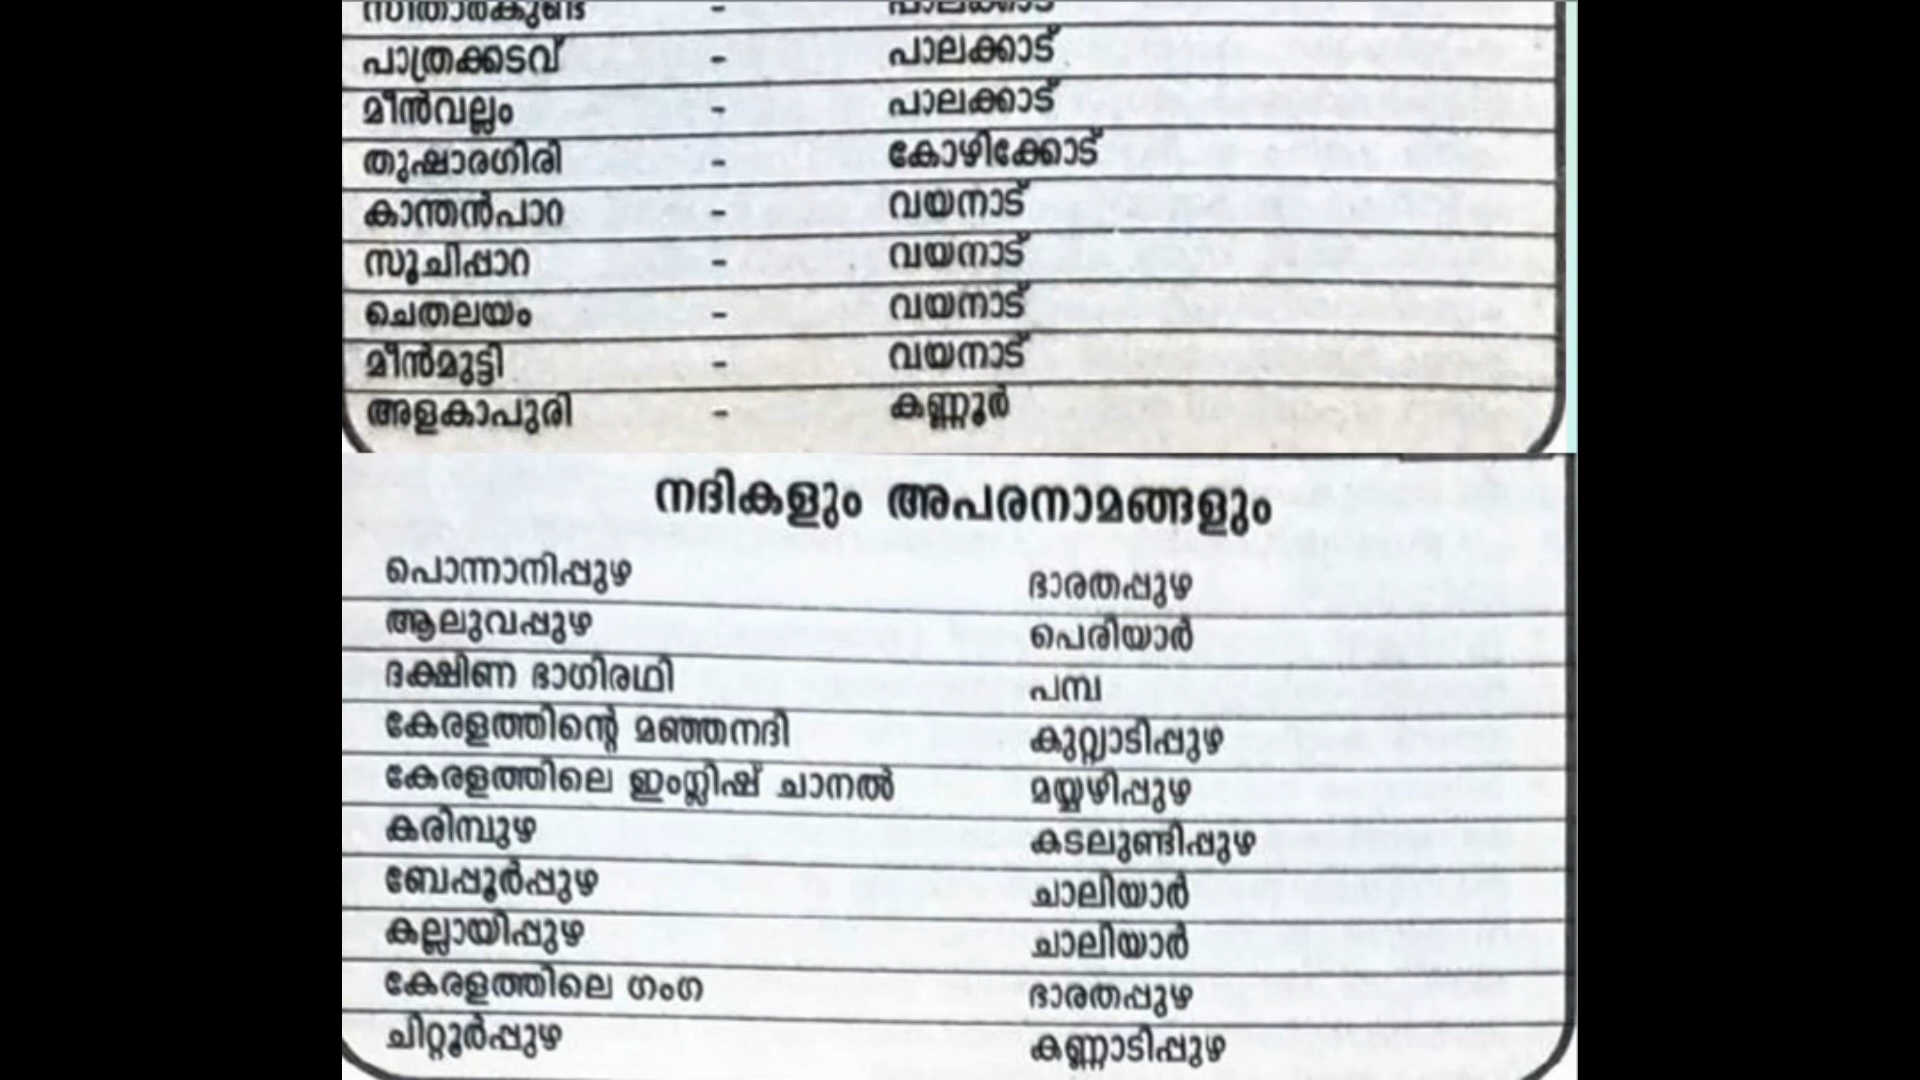 സീതാർകുണ്ട് - പാലക്കാട്
പാത്രക്കടവ് - പാലക്കാട്
മീൻവല്ലം - പാലക്കാട്
തുഷാരഗിരി - കോഴിക്കോട്
കാന്തൻപാറ - വയനാട്
സൂചിപ്പാറ - വയനാട്
ചെതലയം - വയനാട്
മീൻമുട്ടി - വയനാട്
അളകാപുരി - കണ്ണൂർ
നദികളും അപരനാമങ്ങളും
പൊന്നാനിപ്പുഴ ഭാരതപ്പുഴ
ആലുവപ്പുഴ പെരിയാർ
ദക്ഷിണ ഭാഗിരഥി പമ്പ
കേരളത്തിന്റെ മഞ്ഞനദി കുറ്റ്യാടിപ്പുഴ
കേരളത്തിലെ ഇംഗ്ലിഷ് ചാനൽ മയ്യഴിപ്പുഴ
കരിമ്പുഴ കടലുണ്ടിപ്പുഴ
ബേപ്പൂർപ്പുഴ ചാലിയാർ
കല്ലായിപ്പുഴ ചാലിയാർ
കേരളത്തിലെ ഗംഗ ഭാരതപ്പുഴ
ചിറ്റൂർപ്പുഴ കണ്ണാടിപ്പുഴ